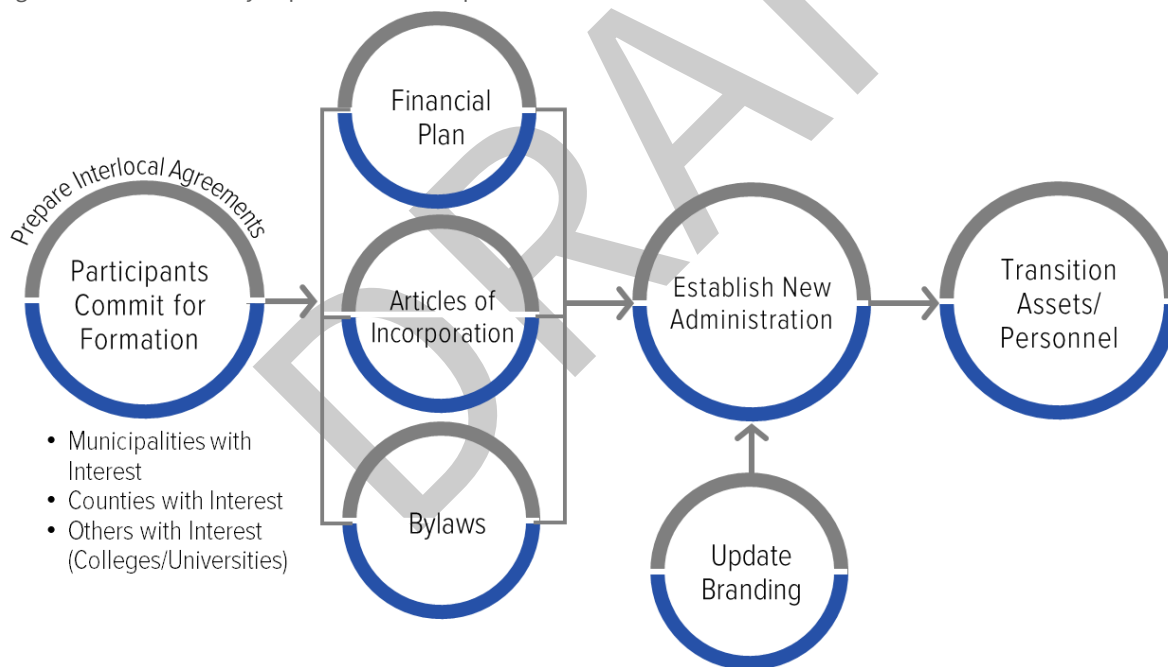 Prepare Interlocal Agreements
Participants
Commit for
Formation
• Municipalities with
Interest
• Counties with Interest
• Others with Interest
(Colleges/Universities)
Financial
Plan
Articles of
Incorporation
Bylaws
Establish New
Administration
Update
Branding
Transition
Assets/
Personnel